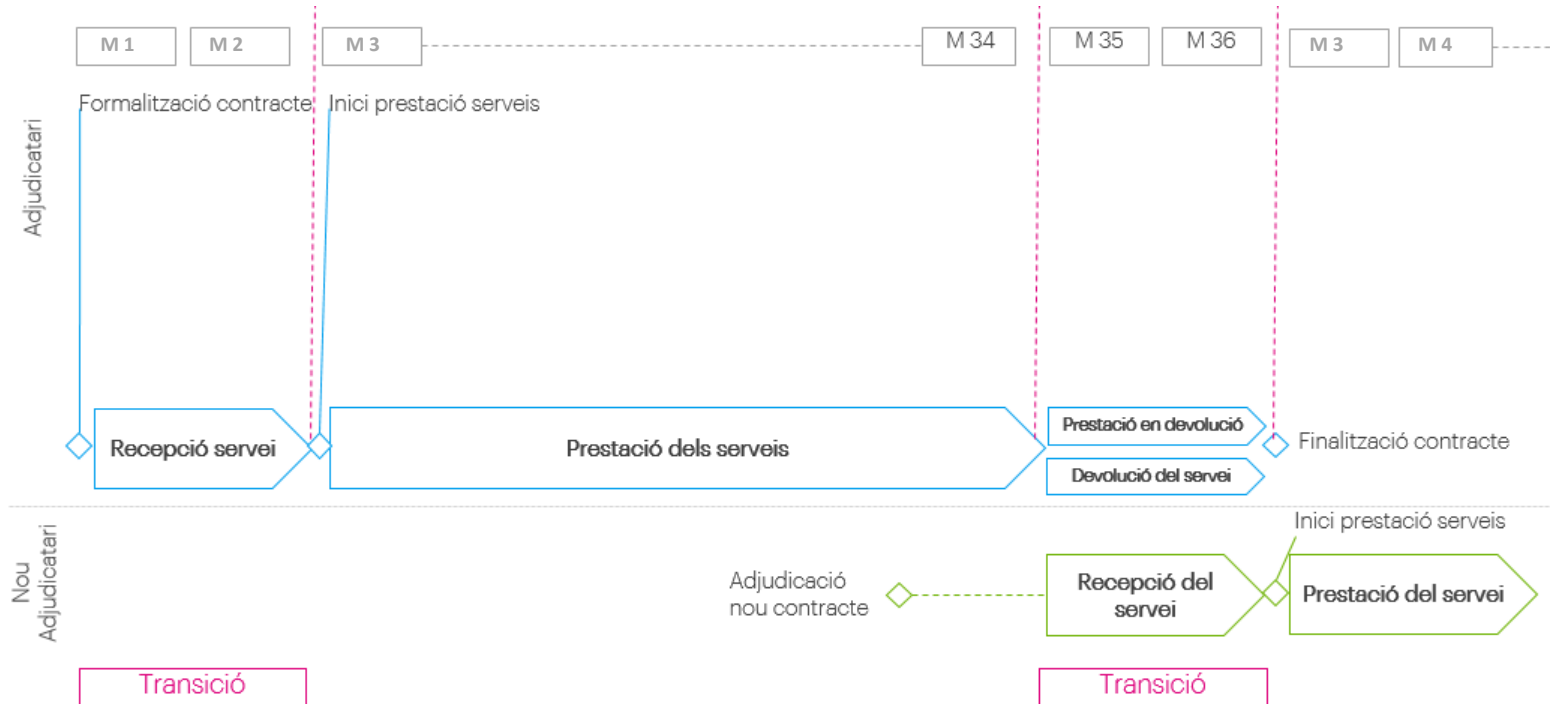 M 1
M 2
M 3
M 34
M 35
M 36
M 3
M 4
Formalització contracte
Inici prestació serveis
Adjudicatari
Recepció servei
Prestació dels serveis
Prestació en devolució
Devolució del servei
Finalització contracte
Nou
Adjudicatari
Inici prestació serveis
Adjudicació
nou contracte
Recepció del
servei
Prestació del servei
Transició
Transició